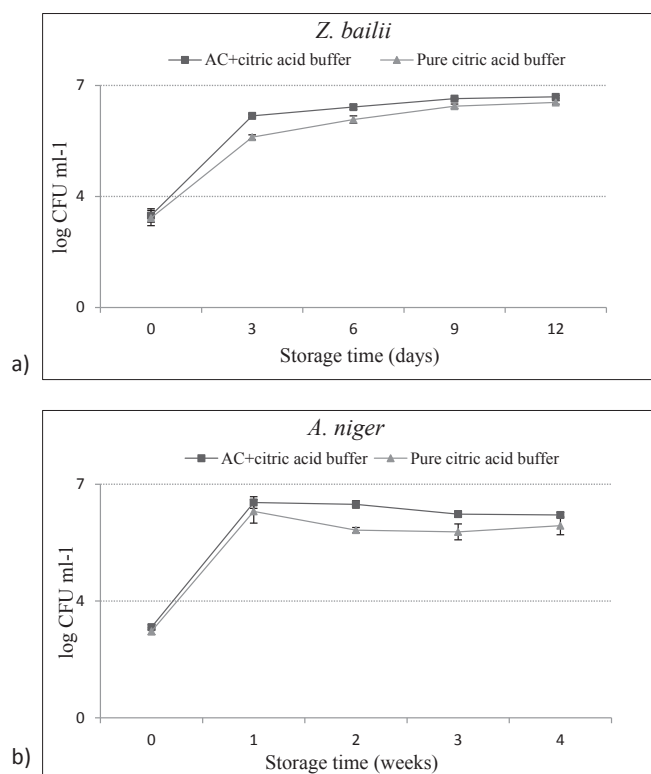 Z. bailii
AC+citric acid buffer Pure citric acid buffer
7
4
0
log CFU ml-1
0 3 6 9 12
Storage time (days)
a)
A. niger
AC+citric acid buffer Pure citric acid buffer
7
4
0
log CFU ml-1
0 1 2 3 4
Storage time (weeks)
b)